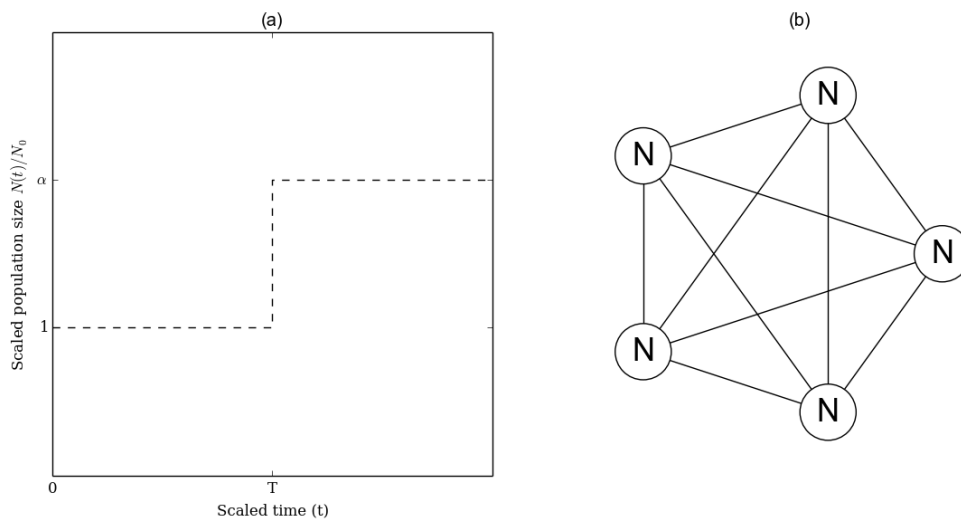 (a)
Scaled population size N(t)/N₀
α
1
0
T
Scaled time (t)
(b)
N
N
N
N
N